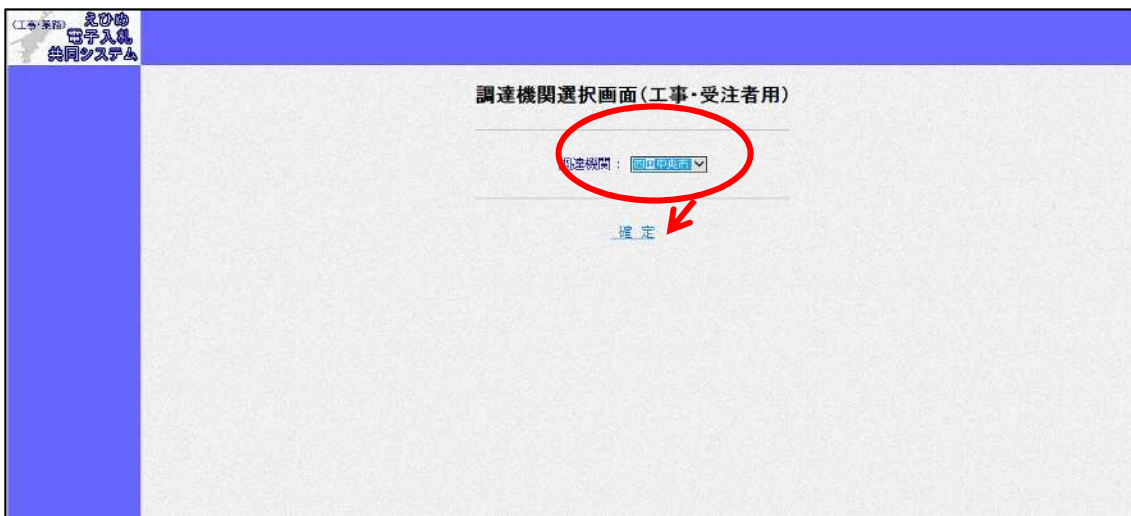 (工事・業務) えひめ
電子入札
共同システム
調達機関選択画面(工事・受注者用)
調達機関 : 四国中央市
確 定